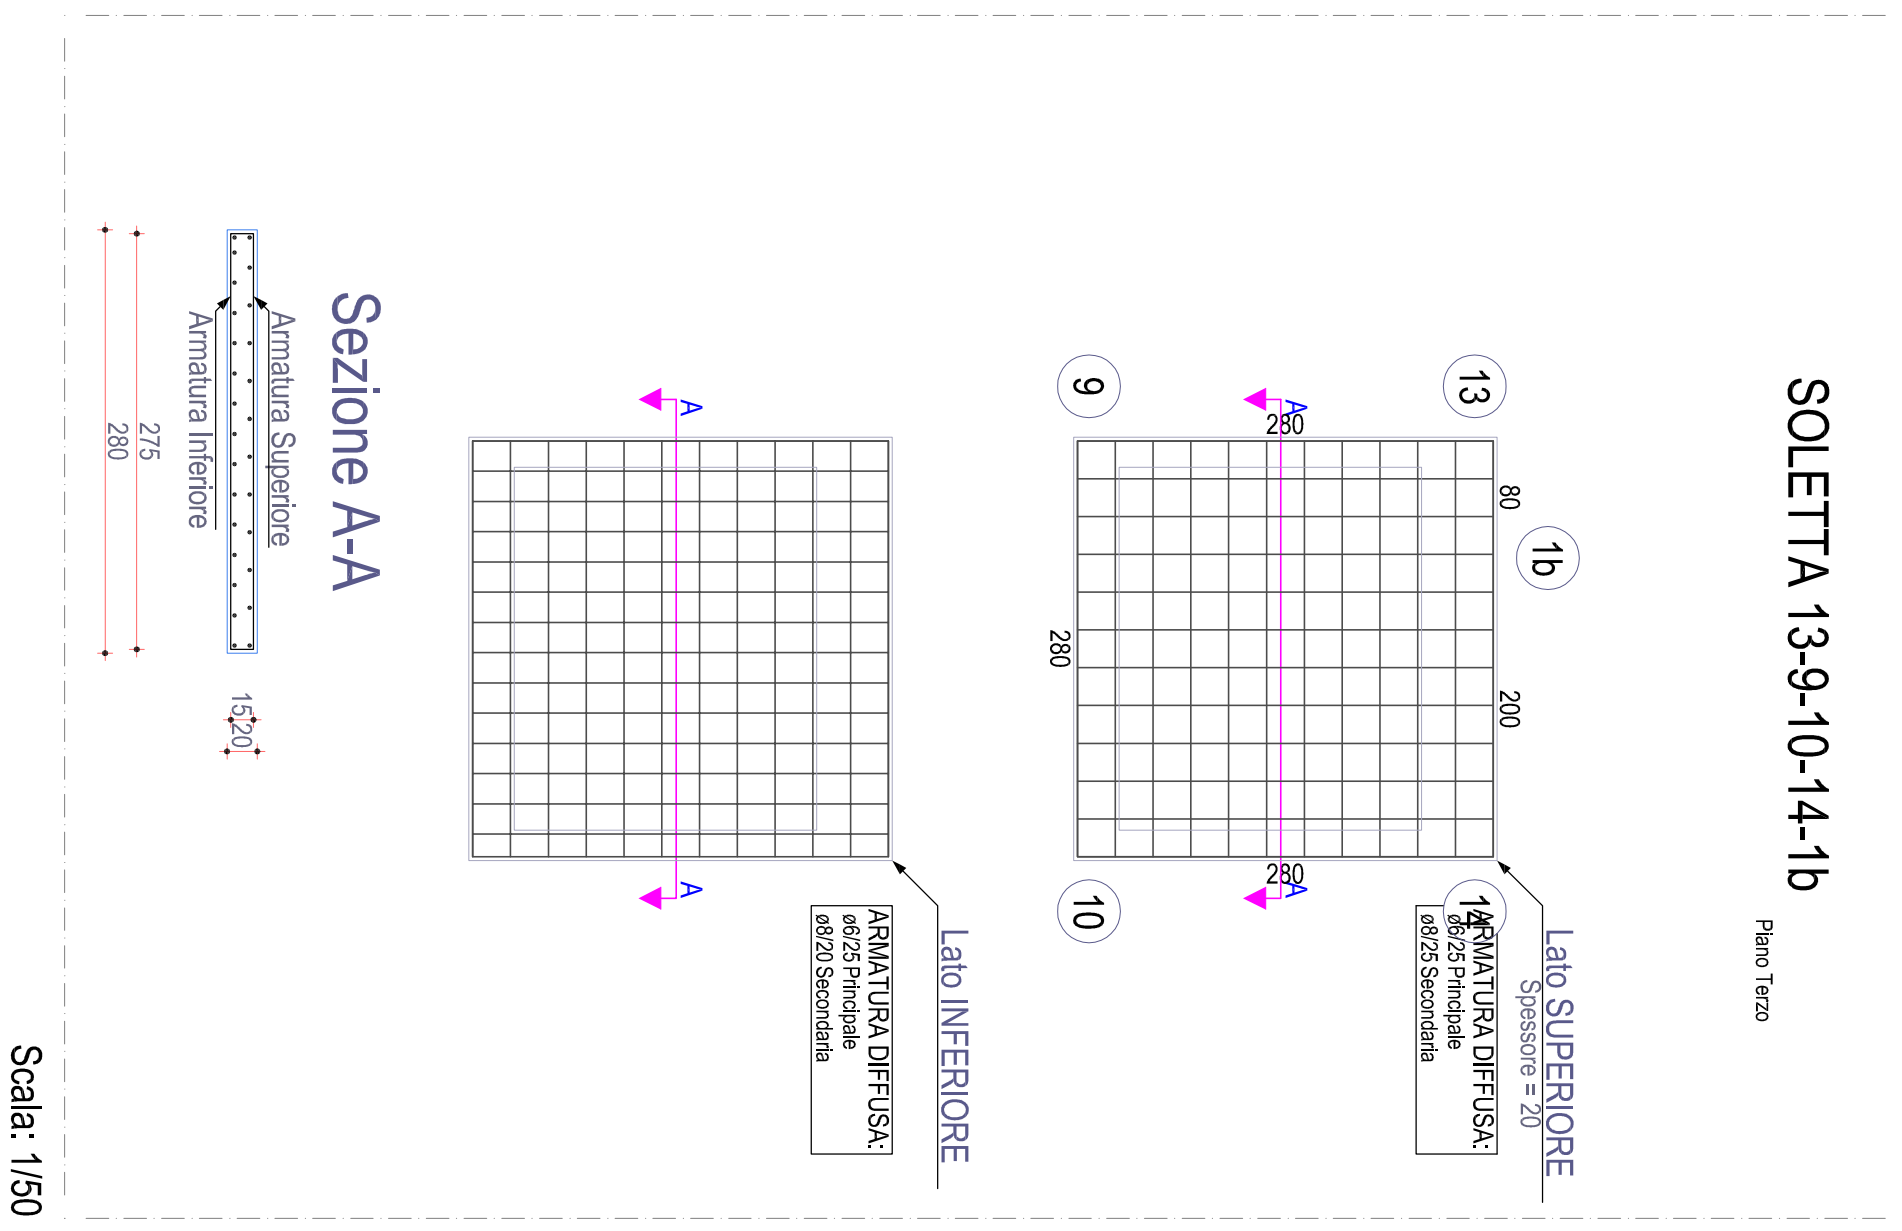 SOLETTA 13-9-10-14-1b
Piano Terzo
13
1b
14
9
10
80
200
280
280
280
A
A
Lato SUPERIORE
Spessore = 20
ARMATURA DIFFUSA:
ø6/25 Principale
ø8/25 Secondaria
A
A
Lato INFERIORE
ARMATURA DIFFUSA:
ø6/25 Principale
ø8/20 Secondaria
Sezione A-A
Armatura Superiore
Armatura Inferiore
275
280
15
20
Scala: 1/50